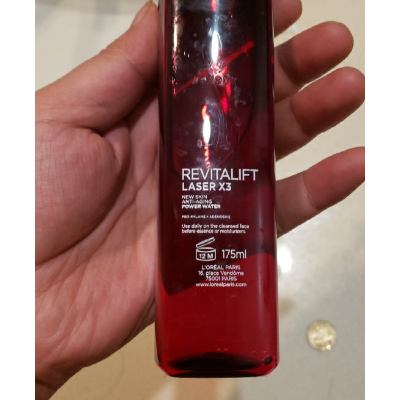 REVITALIFT
LASER X3
NEW SKIN
ANTI-AGING
POWER WATER
PRO-XYLANE + ADENOSINE
Use daily on the cleansed face
before essence or moisturizers.
12 M 175ml
L'ORÉAL PARIS
16, place Vendôme
75001 PARIS
www.lorealparis.com